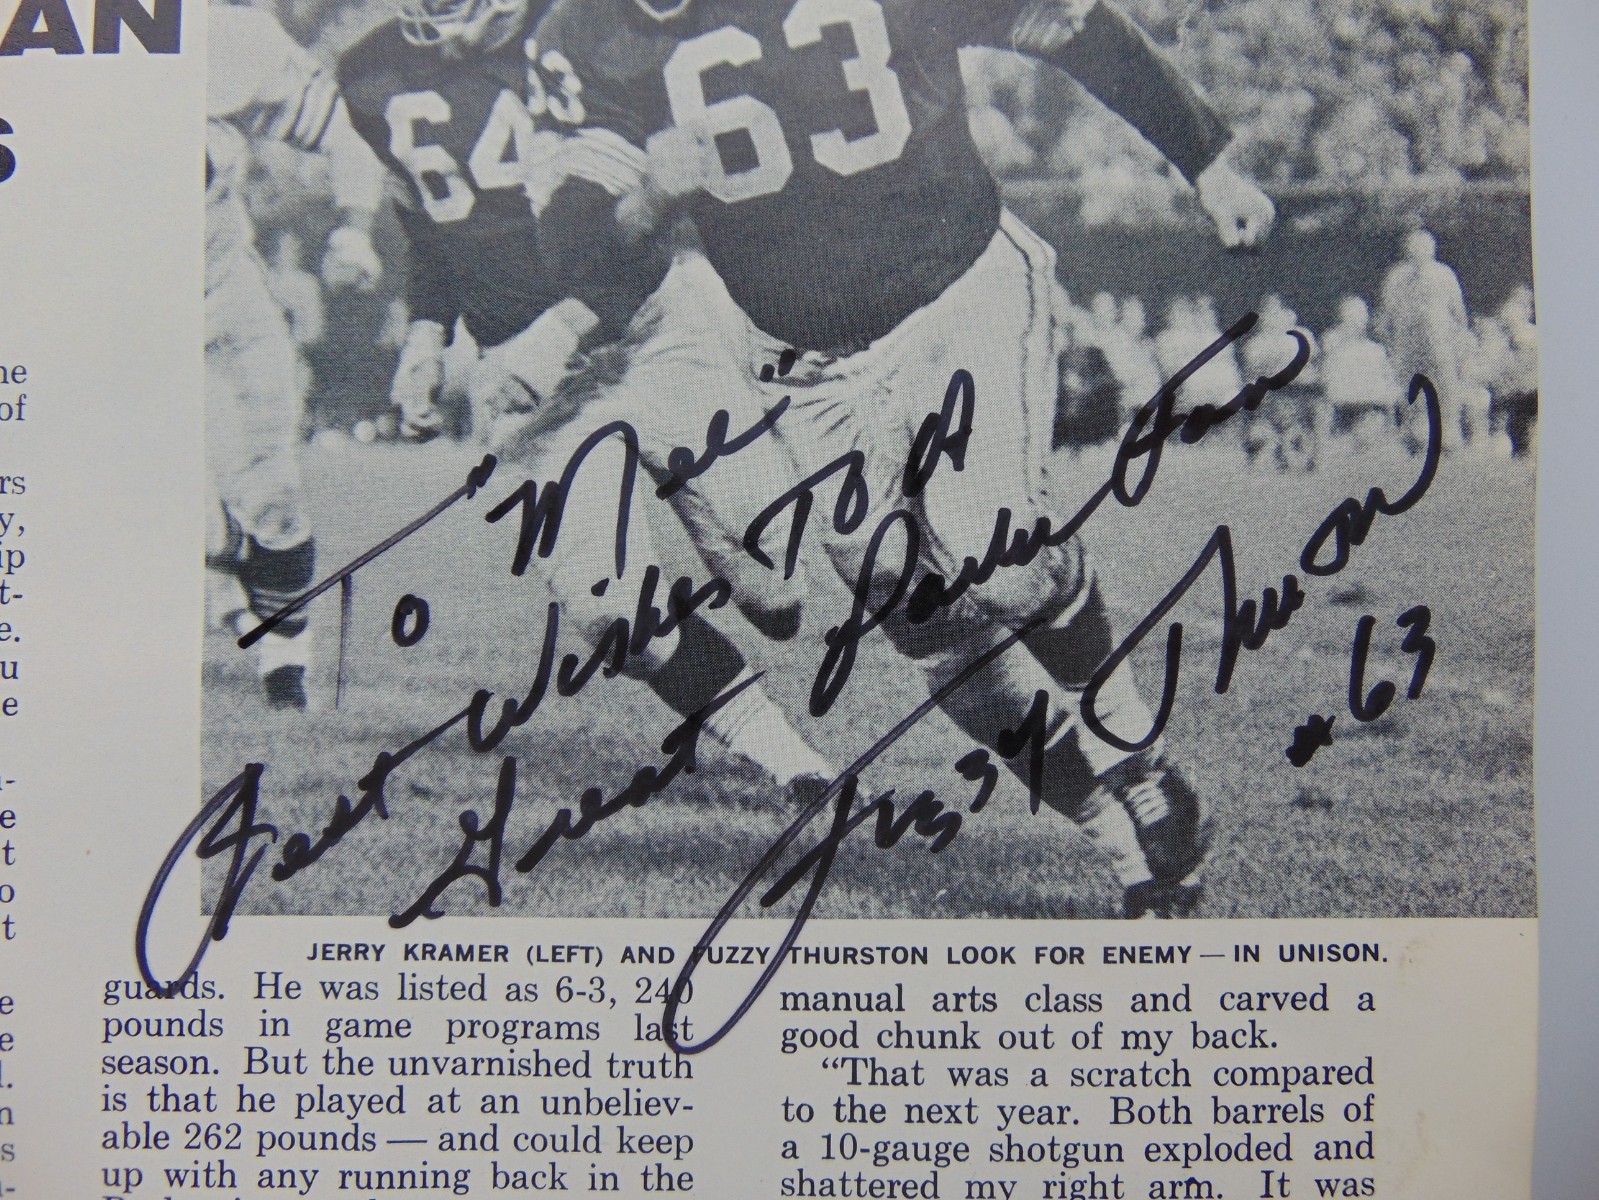 AN
S
64
63
63
To "Mel"
Best Wishes To A
Great Packer Fan
Fuzzy Thurston
#63
JERRY KRAMER (LEFT) AND FUZZY THURSTON LOOK FOR ENEMY — IN UNISON.
he
of
rs
y,
ip
t-
e.
u
e
-
e
t
o
t
e
e
l.
n
s
-
guards. He was listed as 6-3, 240
pounds in game programs last
season. But the unvarnished truth
is that he played at an unbeliev-
able 262 pounds — and could keep
up with any running back in the
manual arts class and carved a
good chunk out of my back.
"That was a scratch compared
to the next year. Both barrels of
a 10-gauge shotgun exploded and
shattered my right arm. It was